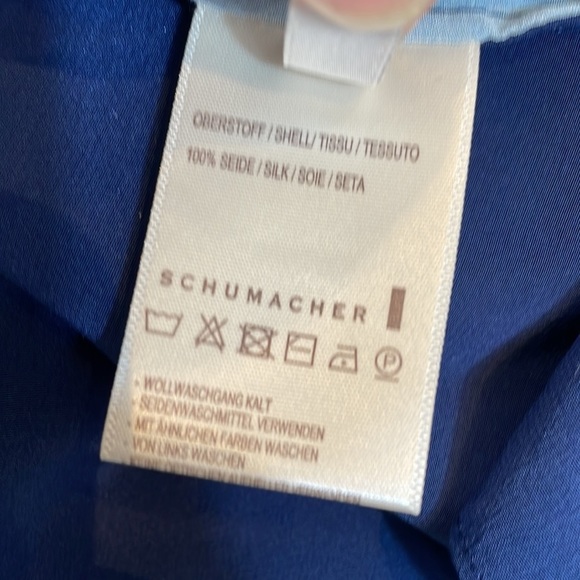 OBERSTOFF / SHELL/ TISSU / TESSUTO
100% SEIDE / SILK / SOIE / SETA
SCHUMACHER
P
- WOLLWASCHGANG KALT
- SEIDENWASCHMITTEL VERWENDEN
- MIT ÄHNLICHEN FARBEN WASCHEN
VON LINKS WASCHEN